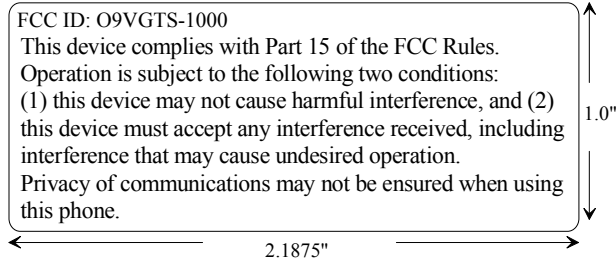 FCC ID: O9VGTS-1000
This device complies with Part 15 of the FCC Rules.
Operation is subject to the following two conditions:
(1) this device may not cause harmful interference, and (2)
this device must accept any interference received, including
interference that may cause undesired operation.
Privacy of communications may not be ensured when using
this phone.
1.0"
2.1875"